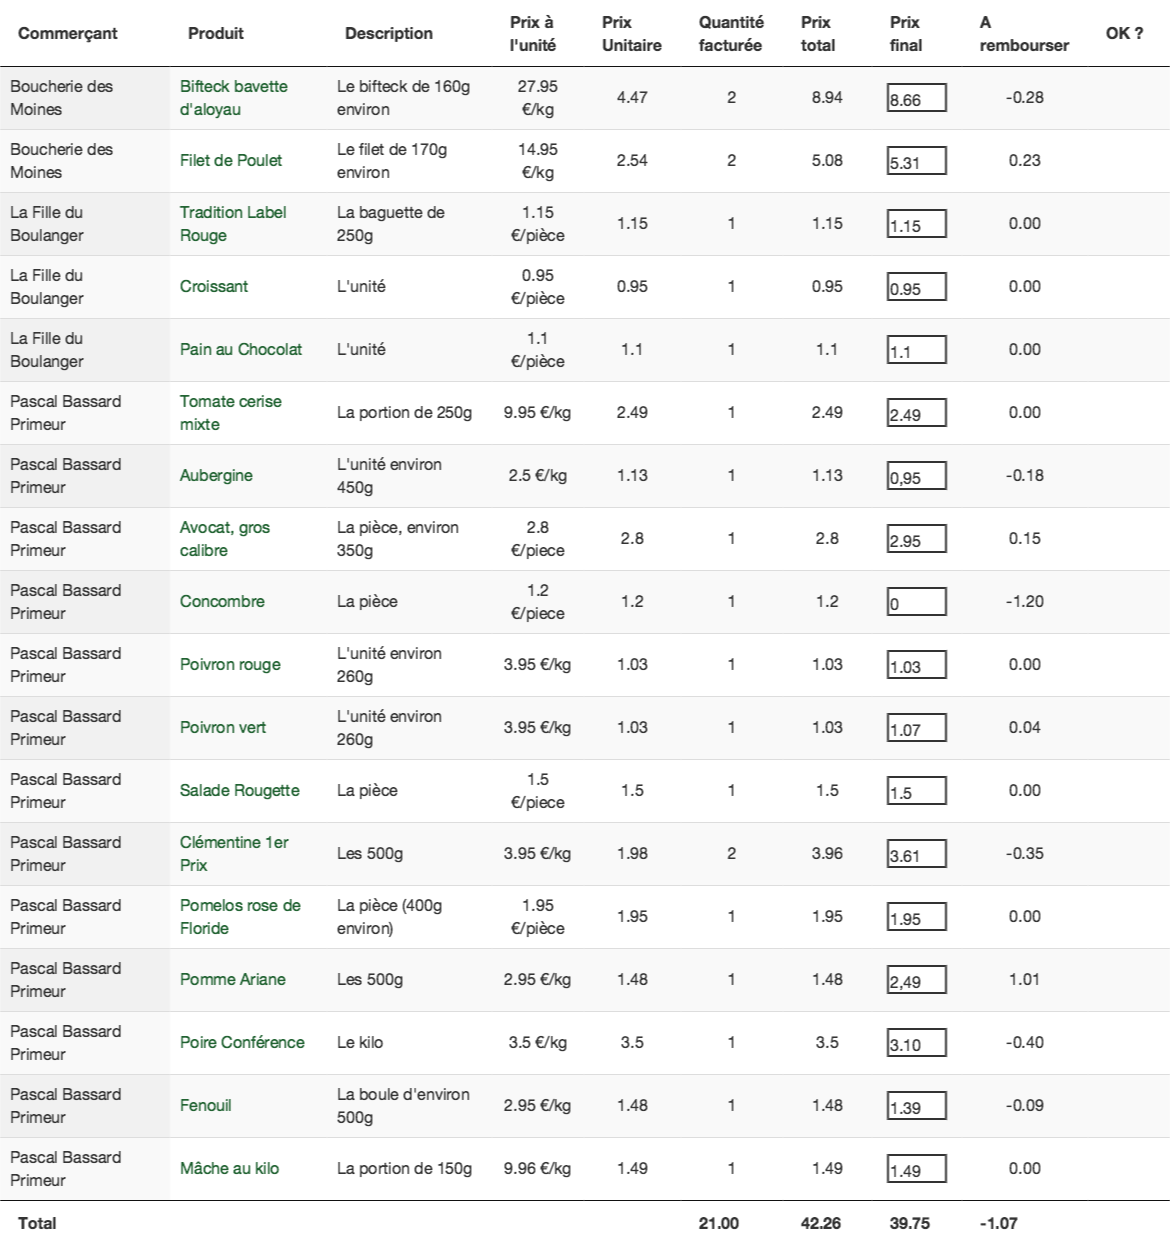 Commerçant Produit Description Prix à l'unité Prix Unitaire Quantité facturée Prix total Prix final A rembourser OK ?
Boucherie des Moines Bifteck bavette d'aloyau Le bifteck de 160g environ 27.95 €/kg 4.47 2 8.94 8.66 -0.28
Boucherie des Moines Filet de Poulet Le filet de 170g environ 14.95 €/kg 2.54 2 5.08 5.31 0.23
La Fille du Boulanger Tradition Label Rouge La baguette de 250g 1.15 €/pièce 1.15 1 1.15 1.15 0.00
La Fille du Boulanger Croissant L'unité 0.95 €/pièce 0.95 1 0.95 0.95 0.00
La Fille du Boulanger Pain au Chocolat L'unité 1.1 €/pièce 1.1 1 1.1 1.1 0.00
Pascal Bassard Primeur Tomate cerise mixte La portion de 250g 9.95 €/kg 2.49 1 2.49 2.49 0.00
Pascal Bassard Primeur Aubergine L'unité environ 450g 2.5 €/kg 1.13 1 1.13 0,95 -0.18
Pascal Bassard Primeur Avocat, gros calibre La pièce, environ 350g 2.8 €/piece 2.8 1 2.8 2.95 0.15
Pascal Bassard Primeur Concombre La pièce 1.2 €/piece 1.2 1 1.2 0 -1.20
Pascal Bassard Primeur Poivron rouge L'unité environ 260g 3.95 €/kg 1.03 1 1.03 1.03 0.00
Pascal Bassard Primeur Poivron vert L'unité environ 260g 3.95 €/kg 1.03 1 1.03 1.07 0.04
Pascal Bassard Primeur Salade Rougette La pièce 1.5 €/piece 1.5 1 1.5 1.5 0.00
Pascal Bassard Primeur Clémentine 1er Prix Les 500g 3.95 €/kg 1.98 2 3.96 3.61 -0.35
Pascal Bassard Primeur Pomelos rose de Floride La pièce (400g environ) 1.95 €/pièce 1.95 1 1.95 1.95 0.00
Pascal Bassard Primeur Pomme Ariane Les 500g 2.95 €/kg 1.48 1 1.48 2,49 1.01
Pascal Bassard Primeur Poire Conférence Le kilo 3.5 €/kg 3.5 1 3.5 3.10 -0.40
Pascal Bassard Primeur Fenouil La boule d'environ 500g 2.95 €/kg 1.48 1 1.48 1.39 -0.09
Pascal Bassard Primeur Mâche au kilo La portion de 150g 9.96 €/kg 1.49 1 1.49 1.49 0.00
Total 21.00 42.26 39.75 -1.07